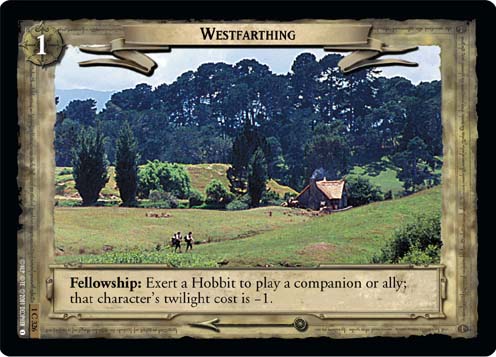 Westfarthing
1
Fellowship: Exert a Hobbit to play a companion or ally;
that character's twilight cost is –1.
1 C 326